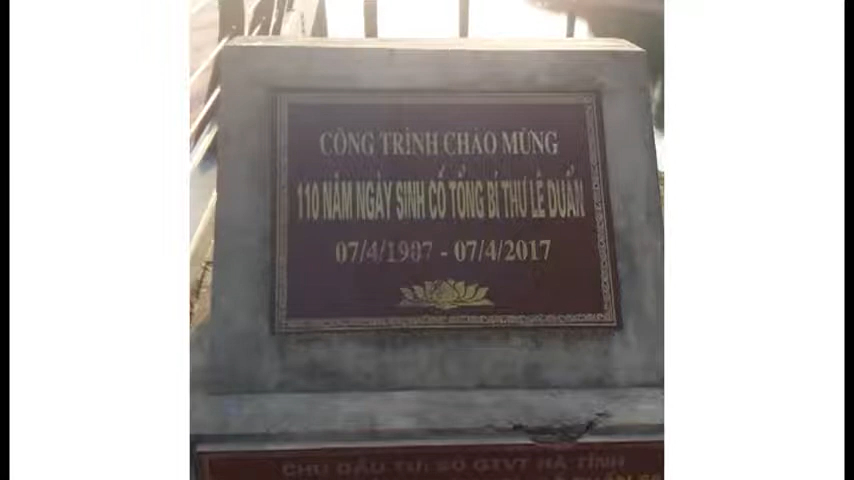 CÔNG TRÌNH CHÀO MỪNG
110 NĂM NGÀY SINH CỐ TỔNG BÍ THƯ LÊ DUẨN
07/4/1907 - 07/4/2017
CHỦ ĐẦU TƯ: SỞ GTVT HÀ TĨNH